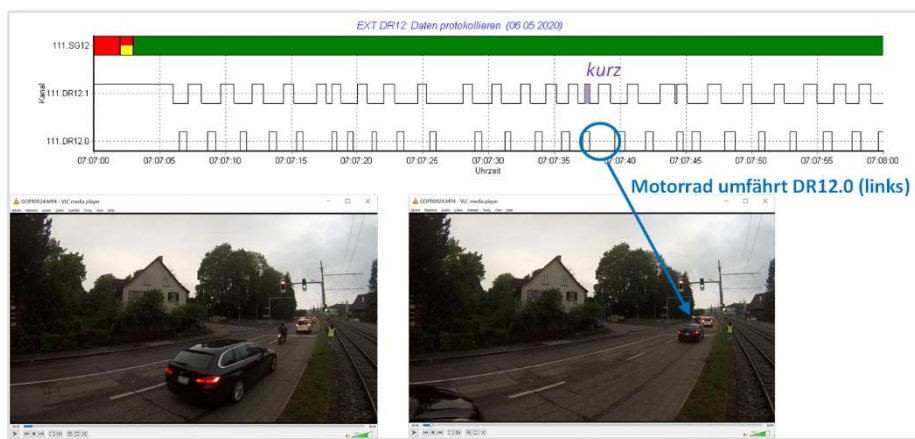 EXT DR12: Daten protokollieren (06.05.2020)
111.SG12
kurz
Kanal
111.DR12.1
111.DR12.0
07:07:00 07:07:05 07:07:10 07:07:15 07:07:20 07:07:25 07:07:30 07:07:35 07:07:40 07:07:45 07:07:50 07:07:55 07:08:00
Uhrzeit
Motorrad umfährt DR12.0 (links)
GOPR0024.MP4 - VLC media player
GOPR0024.MP4 - VLC media player